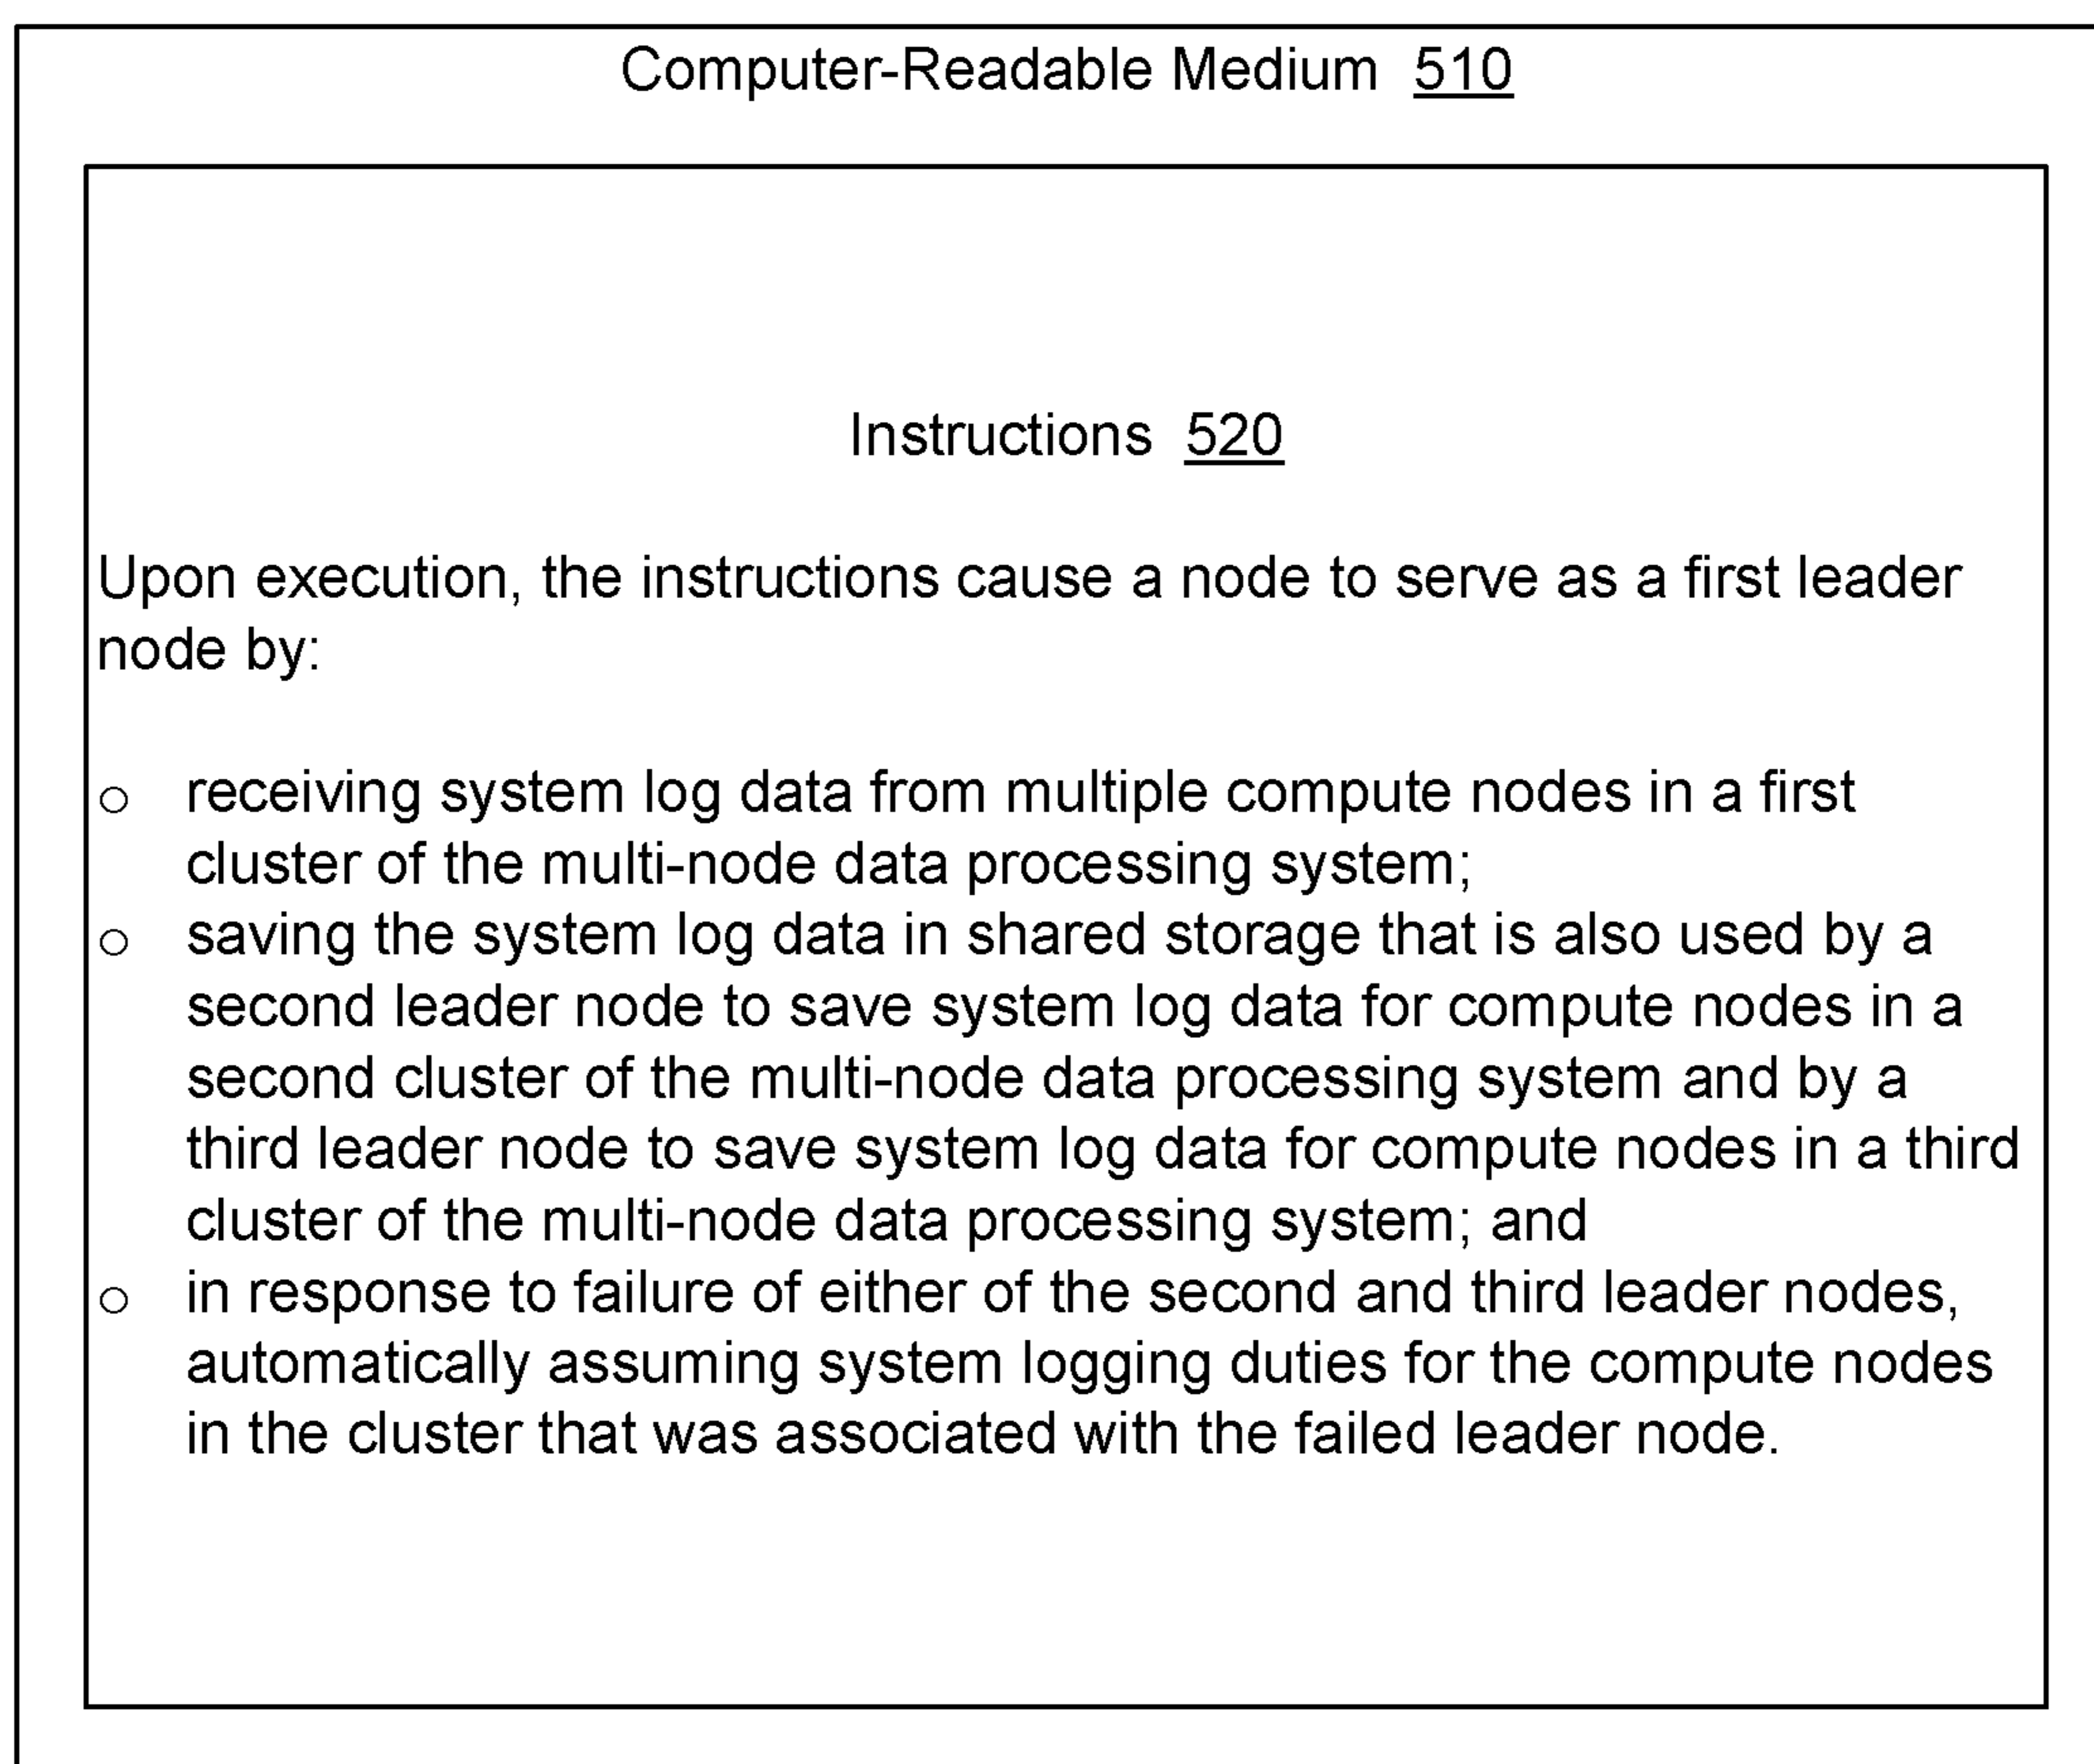 Computer-Readable Medium 510
Instructions 520
Upon execution, the instructions cause a node to serve as a first leader
node by:
○ receiving system log data from multiple compute nodes in a first
cluster of the multi-node data processing system;
○ saving the system log data in shared storage that is also used by a
second leader node to save system log data for compute nodes in a
second cluster of the multi-node data processing system and by a
third leader node to save system log data for compute nodes in a third
cluster of the multi-node data processing system; and
○ in response to failure of either of the second and third leader nodes,
automatically assuming system logging duties for the compute nodes
in the cluster that was associated with the failed leader node.